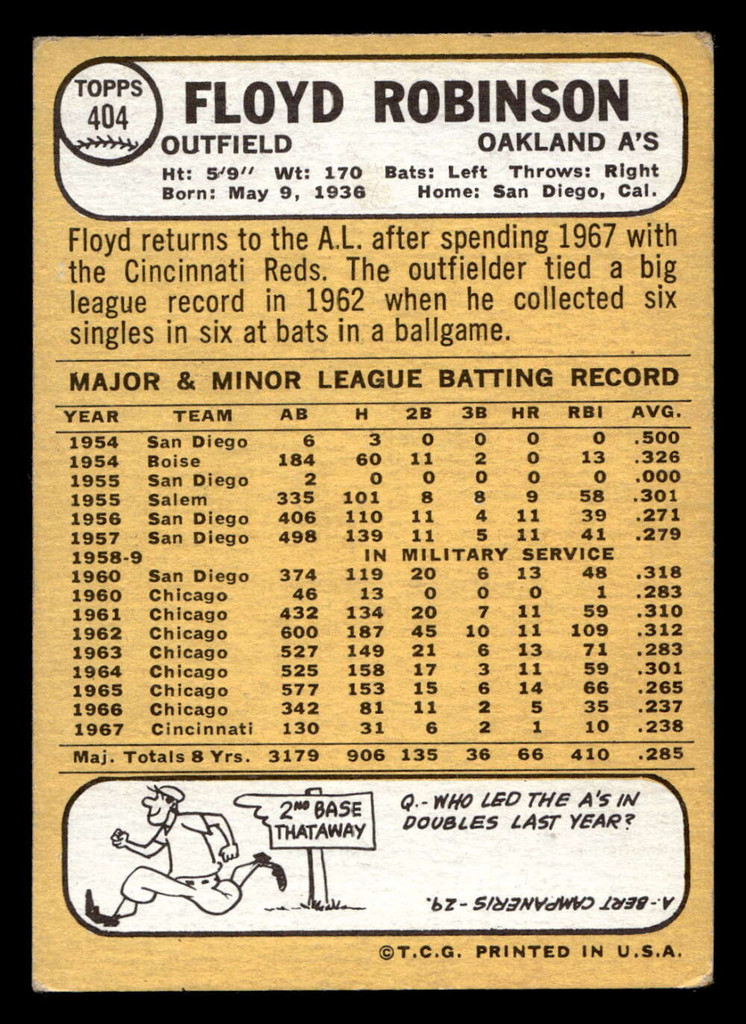 TOPPS
404
FLOYD ROBINSON
OUTFIELD OAKLAND A'S
Ht: 5'9" Wt: 170 Bats: Left Throws: Right
Born: May 9, 1936 Home: San Diego, Cal.
Floyd returns to the A.L. after spending 1967 with
the Cincinnati Reds. The outfielder tied a big
league record in 1962 when he collected six
singles in six at bats in a ballgame.
MAJOR & MINOR LEAGUE BATTING RECORD
YEAR TEAM AB H 2B 3B HR RBI AVG.
1954 San Diego 6 3 0 0 0 0 .500
1954 Boise 184 60 11 2 0 13 .326
1955 San Diego 2 0 0 0 0 0 .000
1955 Salem 335 101 8 8 9 58 .301
1956 San Diego 406 110 11 4 11 39 .271
1957 San Diego 498 139 11 5 11 41 .279
1958-9 IN MILITARY SERVICE
1960 San Diego 374 119 20 6 13 48 .318
1960 Chicago 46 13 0 0 0 1 .283
1961 Chicago 432 134 20 7 11 59 .310
1962 Chicago 600 187 45 10 11 109 .312
1963 Chicago 527 149 21 6 13 71 .283
1964 Chicago 525 158 17 3 11 59 .301
1965 Chicago 577 153 15 6 14 66 .265
1966 Chicago 342 81 11 2 5 35 .237
1967 Cincinnati 130 31 6 2 1 10 .238
Maj. Totals 8 Yrs. 3179 906 135 36 66 410 .285
2ND BASE
THATAWAY
Q.-WHO LED THE A'S IN
DOUBLES LAST YEAR?
A.-BERT CAMPANERIS-29.
©T.C.G. PRINTED IN U.S.A.